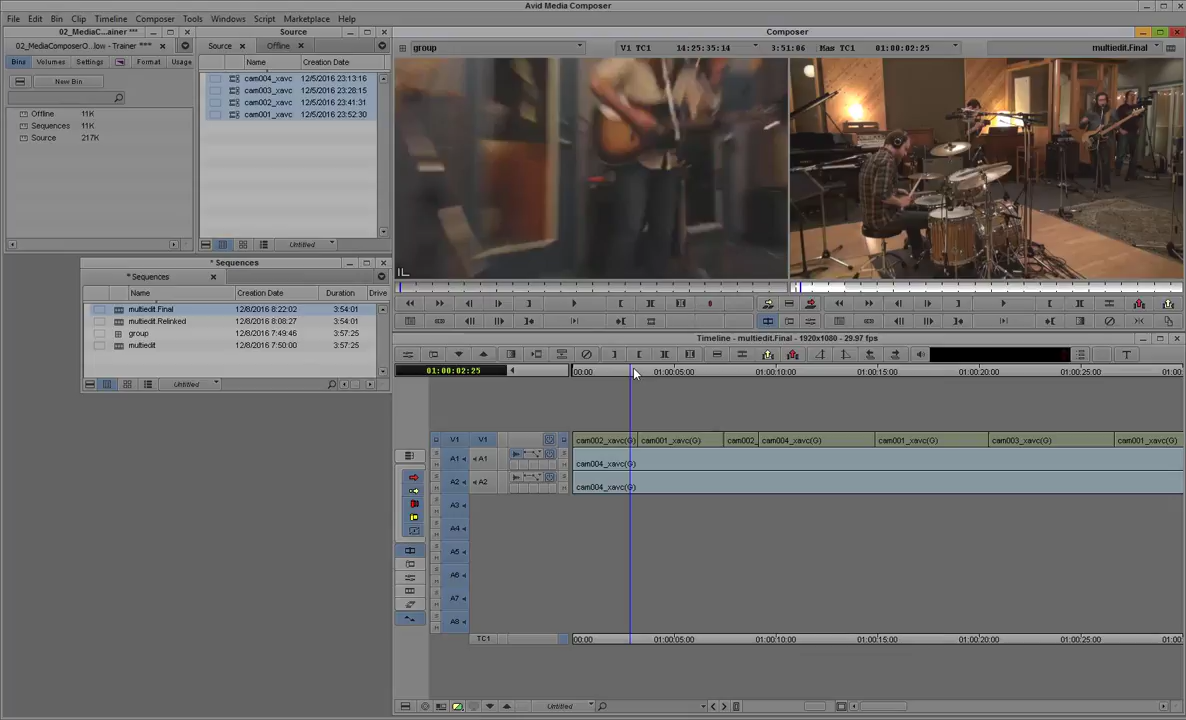 Avid Media Composer
File Edit Bin Clip Timeline Composer Tools Windows Script Marketplace Help
02_MediaC...ainer ***
Source
Composer
02_MediaComposerO...low - Trainer ***
Source Offline
group
V1 TC1 14:25:35:14 3:51:06 Mas TC1 01:00:02:25
multiedit.Final
Bins Volumes Settings Format Usage
Name Creation Date
New Bin
cam004_xavc 12/5/2016 23:13:16
cam003_xavc 12/5/2016 23:28:15
cam002_xavc 12/5/2016 23:41:31
cam001_xavc 12/5/2016 23:52:30
Offline 11K
Sequences 11K
Source 217K
Untitled
* Sequences
* Sequences
Name Creation Date Duration Drive
multiedit.Final 12/8/2016 8:22:02 3:54:01
multiedit.Relinked 12/8/2016 8:08:27 3:54:01
group 12/8/2016 7:49:46 3:57:25
multiedit 12/8/2016 7:50:00 3:57:25
Untitled
Timeline - multiedit.Final - 1920x1080 - 29.97 fps
T
01:00:02:25
00:00 01:00:05:00 01:00:10:00 01:00:15:00 01:00:20:00 01:00:25:00 01:00:
V1 V1 cam002_xavc(G) cam001_xavc(G) cam002_ cam004_xavc(G) cam001_xavc(G) cam003_xavc(G) cam001_xavc(G)
A1 A1 cam004_xavc(G)
A2 A2 cam004_xavc(G)
A3
A4
A5
A6
A7
A8
TC1 00:00 01:00:05:00 01:00:10:00 01:00:15:00 01:00:20:00 01:00:25:00 01:00:
Untitled